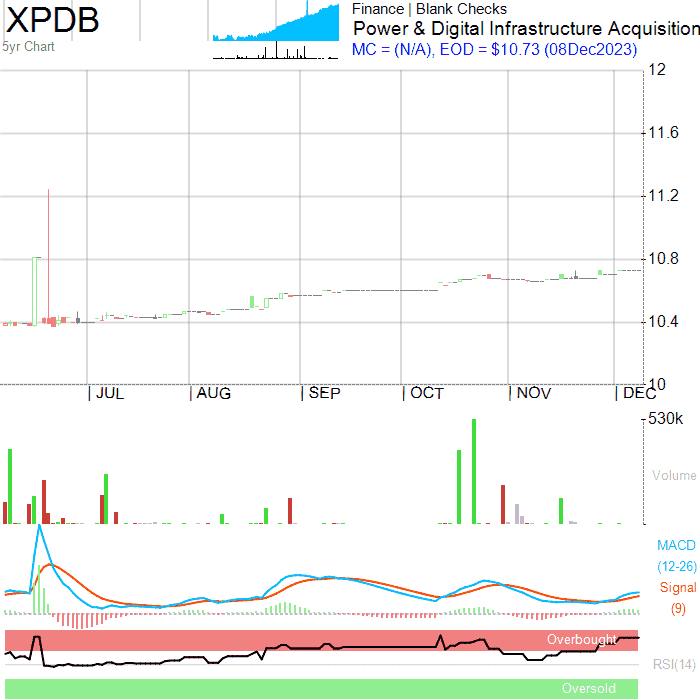 XPDB
5yr Chart
Finance | Blank Checks
Power & Digital Infrastructure Acquisition
MC = (N/A), EOD = $10.73 (08Dec2023)
12
11.6
11.2
10.8
10.4
10
JUL
AUG
SEP
OCT
NOV
DEC
530k
Volume
MACD
(12-26)
Signal
(9)
Overbought
RSI(14)
Oversold